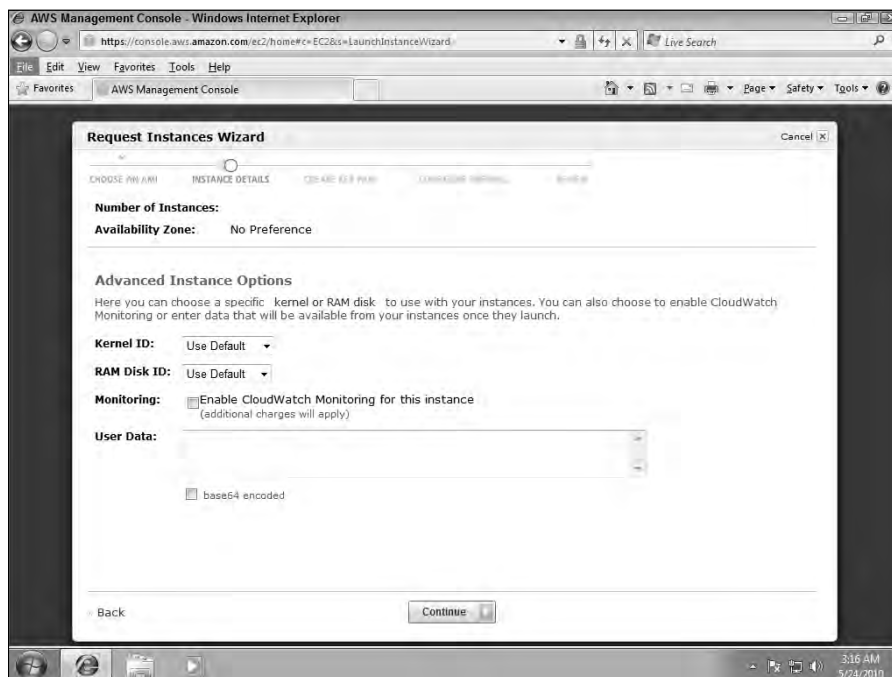 AWS Management Console - Windows Internet Explorer
https://console.aws.amazon.com/ec2/home#c=EC2&s=LaunchInstanceWizard
Live Search
File Edit View Favorites Tools Help
Favorites AWS Management Console Page Safety Tools
Request Instances Wizard Cancel
CHOOSE AN AMI INSTANCE DETAILS CREATE KEY PAIR CONFIGURE FIREWALL REVIEW
Number of Instances:
Availability Zone: No Preference
Advanced Instance Options
Here you can choose a specific kernel or RAM disk to use with your instances. You can also choose to enable CloudWatch
Monitoring or enter data that will be available from your instances once they launch.
Kernel ID: Use Default
RAM Disk ID: Use Default
Monitoring: Enable CloudWatch Monitoring for this instance
(additional charges will apply)
User Data:
base64 encoded
Back Continue
3:16 AM
5/24/2010